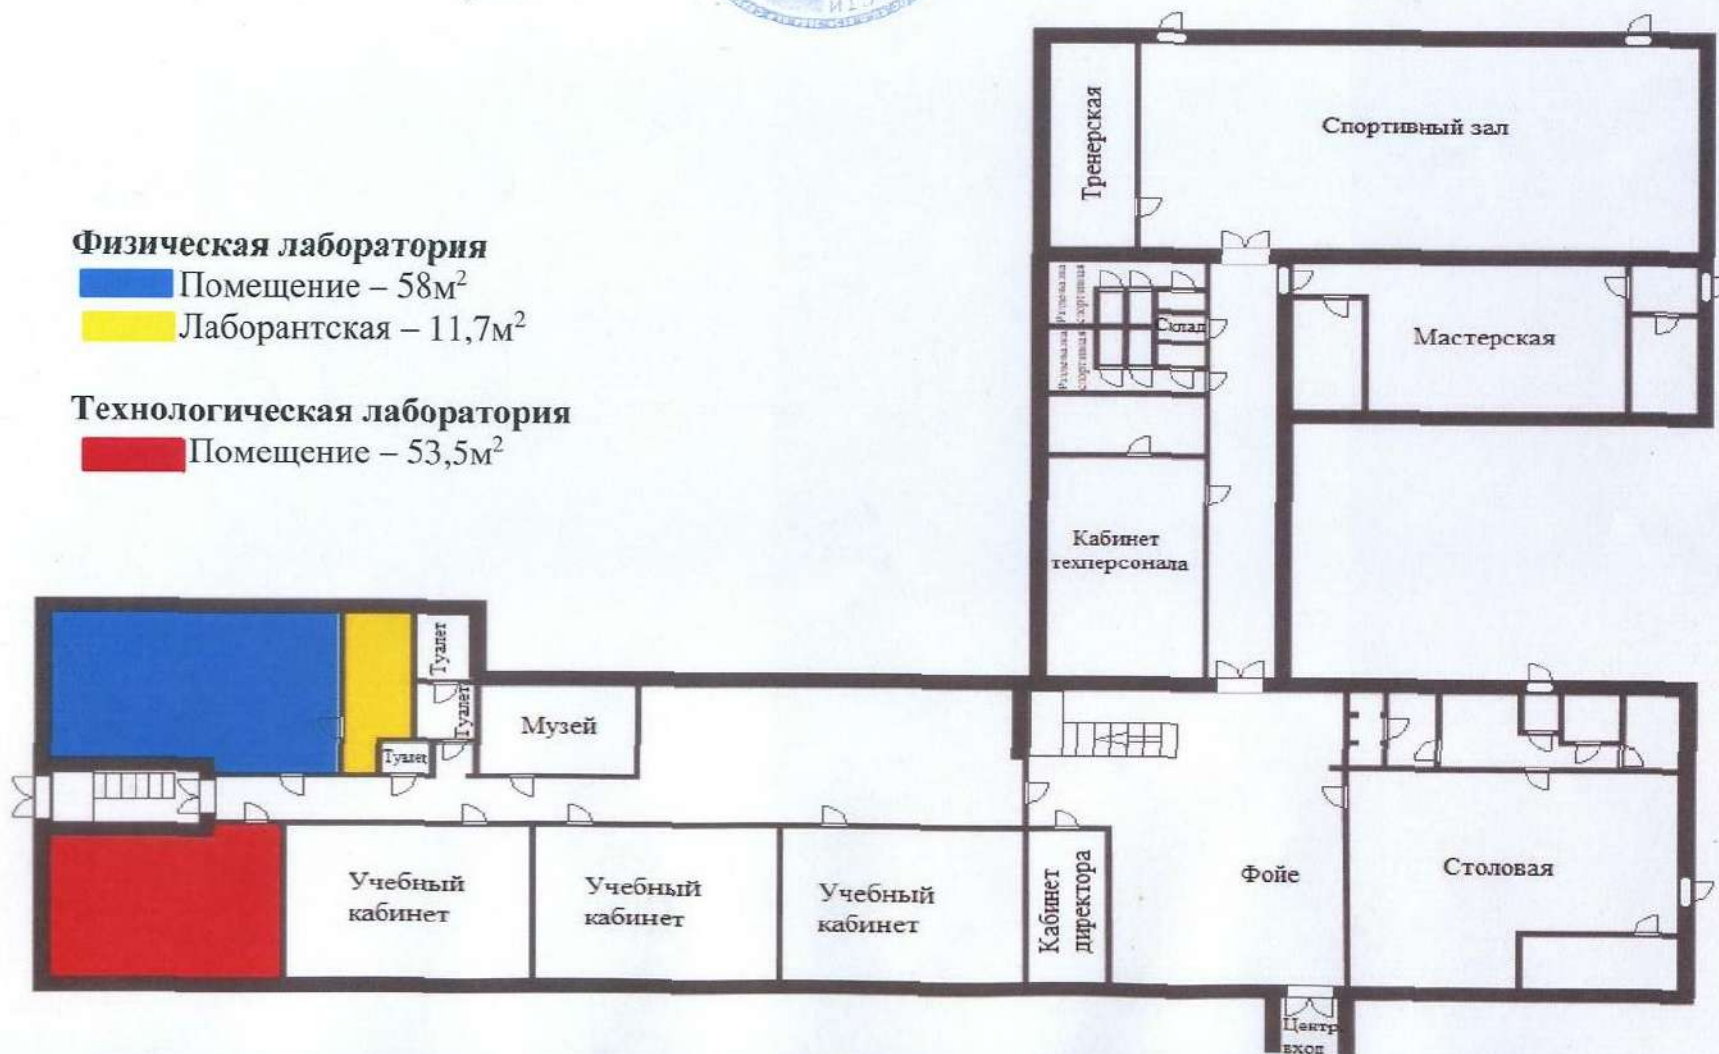 Тренерская
Спортивный зал
Физическая лаборатория
Помещение – 58м²
Лаборантская – 11,7м²
Технологическая лаборатория
Помещение – 53,5м²
Склад
Мастерская
Кабинет
техперсонала
Туалет
Туалет
Туалет
Музей
Учебный
кабинет
Учебный
кабинет
Учебный
кабинет
Кабинет
директора
Фойе
Столовая
Центр.
вход